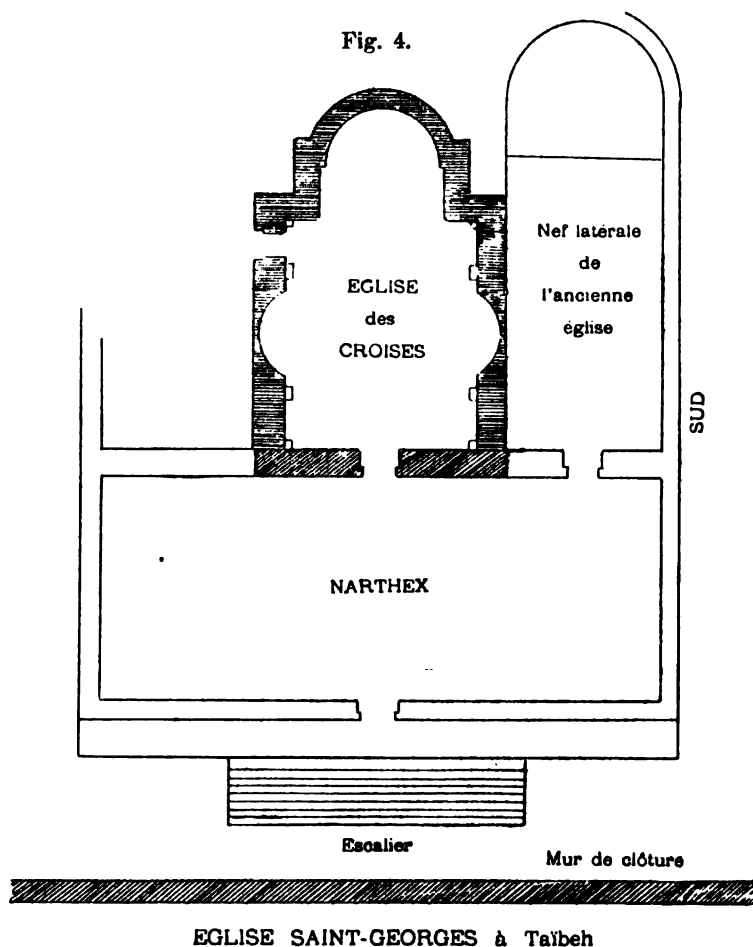 Fig. 4.
Nef latérale
de
l'ancienne
église
EGLISE
des
CROISES
SUD
NARTHEX
Escalier
Mur de clôture
EGLISE SAINT-GEORGES à Taïbeh